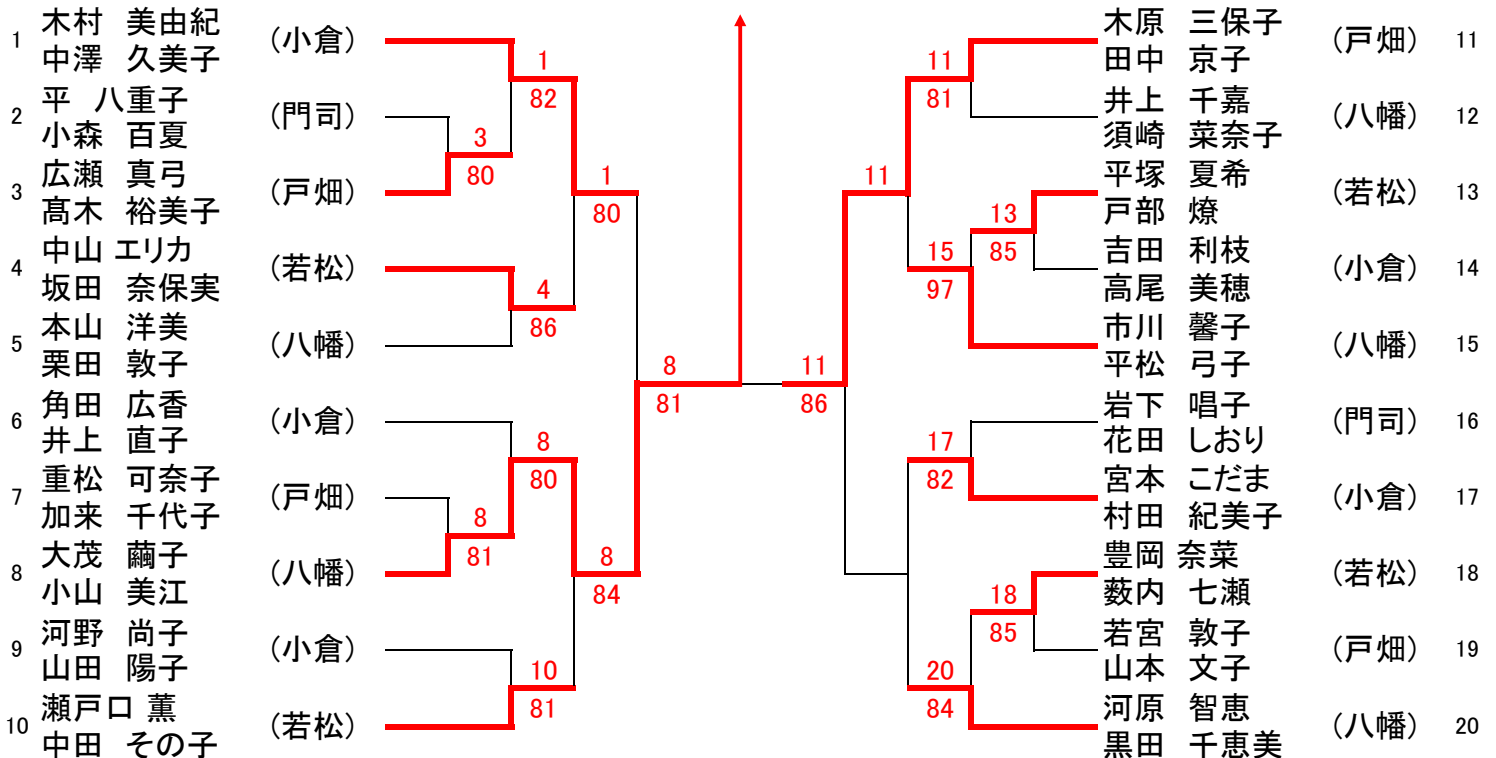 木村 美由紀
1 (小倉)
中澤 久美子
平 八重子
2 (門司)
小森 百夏
広瀬 真弓
3 (戸畑)
髙木 裕美子
中山 エリカ
4 (若松)
坂田 奈保実
本山 洋美
5 (八幡)
栗田 敦子
角田 広香
6 (小倉)
井上 直子
重松 可奈子
7 (戸畑)
加来 千代子
大茂 繭子
8 (八幡)
小山 美江
河野 尚子
9 (小倉)
山田 陽子
瀬戸口 薫
10 (若松)
中田 その子
1
82
3
80
1
80
4
86
8
81
8
80
8
81
8
84
10
81
11
81
11
13
85
15
97
11
86
17
82
18
85
20
84
木原 三保子
(戸畑) 11
田中 京子
井上 千嘉
(八幡) 12
須崎 菜奈子
平塚 夏希
(若松) 13
戸部 燎
吉田 利枝
(小倉) 14
高尾 美穂
市川 馨子
(八幡) 15
平松 弓子
岩下 唱子
(門司) 16
花田 しおり
宮本 こだま
(小倉) 17
村田 紀美子
豊岡 奈菜
(若松) 18
薮内 七瀬
若宮 敦子
(戸畑) 19
山本 文子
河原 智恵
(八幡) 20
黒田 千恵美